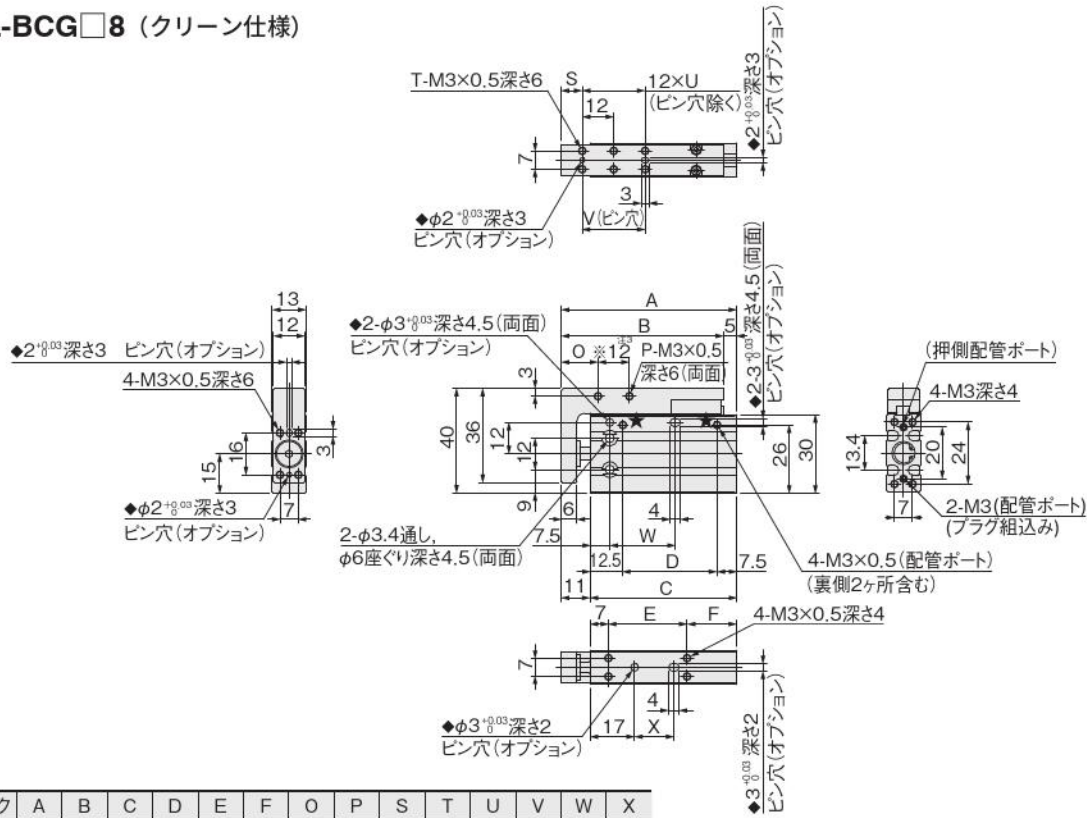 -BCG□8（クリーン仕様）
T-M3×0.5深さ6
S
12×U
(ピン穴除く)
12
7
3
V(ピン穴)
◆2 +0.03 0 深さ3
ピン穴(オプション)
◆φ2 +0.03 0 深さ3
ピン穴(オプション)
13
12
◆2 +0.03 0 深さ3 ピン穴(オプション)
4-M3×0.5深さ6
16
15
3
◆φ2 +0.03 0 深さ3
ピン穴(オプション)
7
A
B
5
◆2-φ3 +0.03 0 深さ4.5(両面)
ピン穴(オプション)
O
※12 注3
P-M3×0.5
深さ6(両面)
◆2-3 +0.03 0 深さ4.5(両面)
ピン穴(オプション)
3
40
36
12
12
9
★
★
26
30
6
4
7.5
W
2-φ3.4通し,
φ6座ぐり深さ4.5(両面)
12.5
D
7.5
11
C
4-M3×0.5(配管ポート)
(裏側2ヶ所含む)
(押側配管ポート)
4-M3深さ4
13.4
20
24
7
2-M3(配管ポート)
(プラグ組込み)
7
E
F
4-M3×0.5深さ4
7
4
17
X
◆φ3 +0.03 0 深さ2
ピン穴(オプション)
◆3 +0.03 0 深さ2
ピン穴(オプション)
ク A B C D E F O P S T U V W X